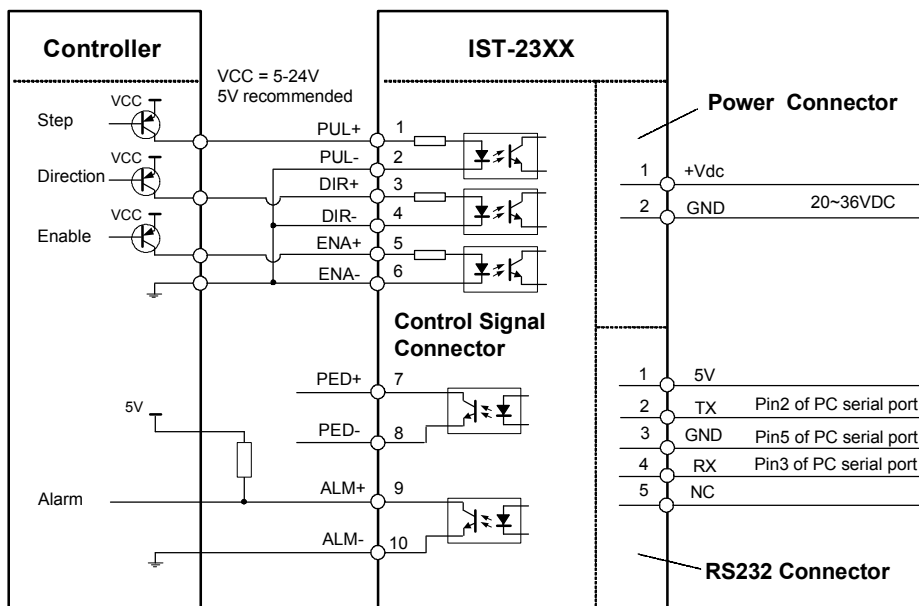 Controller
IST-23XX
VCC = 5-24V
5V recommended
VCC
Step
VCC
Direction
VCC
Enable
PUL+
1
PUL-
2
DIR+
3
DIR-
4
ENA+
5
ENA-
6
Control Signal
Connector
PED+
7
PED-
8
5V
Alarm
ALM+
9
ALM-
10
Power Connector
1
+Vdc
2
GND
20~36VDC
1
5V
2
TX
Pin2 of PC serial port
3
GND
Pin5 of PC serial port
4
RX
Pin3 of PC serial port
5
NC
RS232 Connector